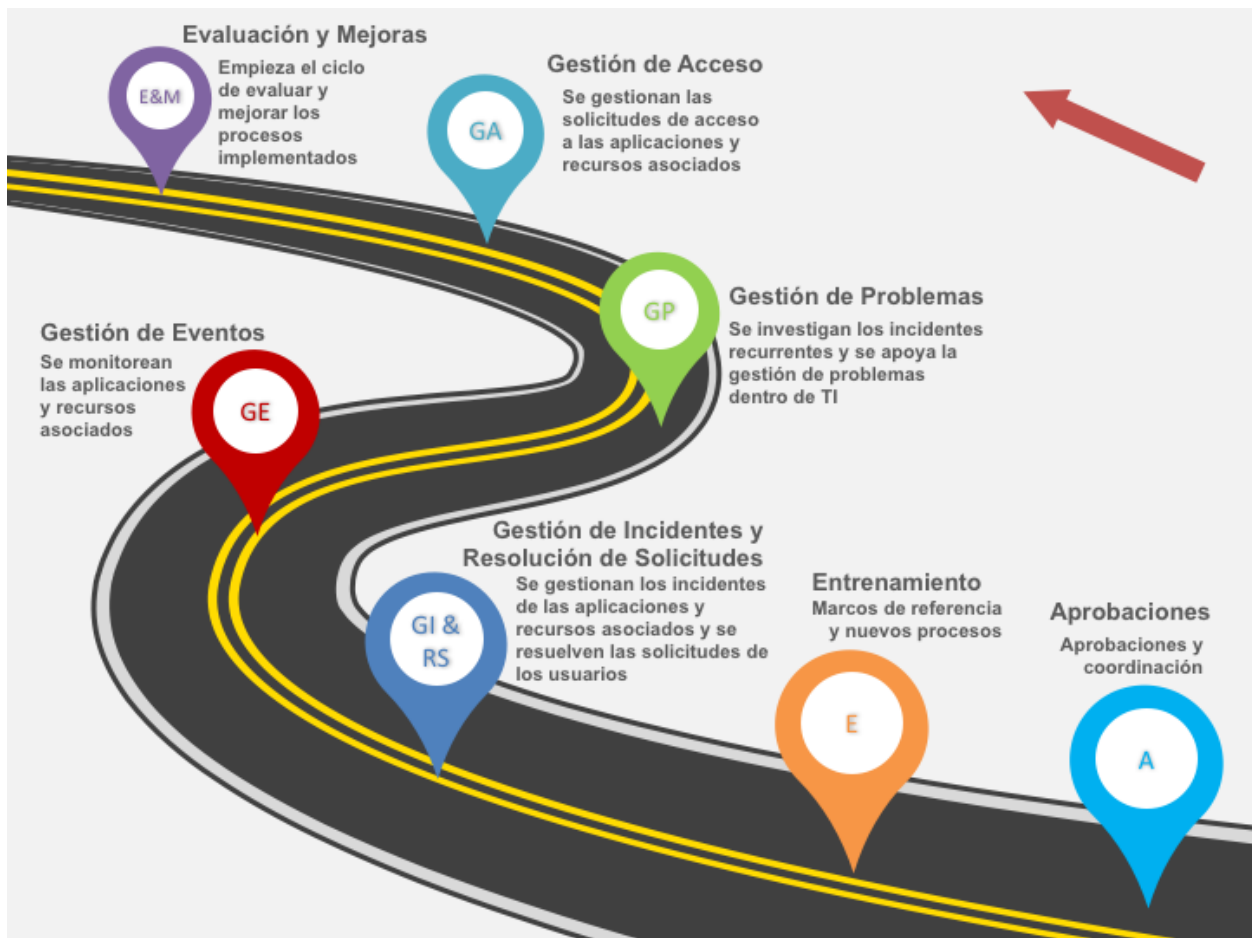 Evaluación y Mejoras
E&M
Empieza el ciclo
de evaluar y
mejorar los
procesos
implementados
Gestión de Acceso
GA
Se gestionan las
solicitudes de acceso
a las aplicaciones y
recursos asociados
GP
Gestión de Problemas
Se investigan los incidentes
recurrentes y se apoya la
gestión de problemas
dentro de TI
Gestión de Eventos
Se monitorean
las aplicaciones
y recursos
asociados
GE
Gestión de Incidentes y
Resolución de Solicitudes
Se gestionan los incidentes
de las aplicaciones y
recursos asociados y se
resuelven las solicitudes de
los usuarios
GI &
RS
Entrenamiento
Marcos de referencia
y nuevos procesos
E
Aprobaciones
Aprobaciones y
coordinación
A